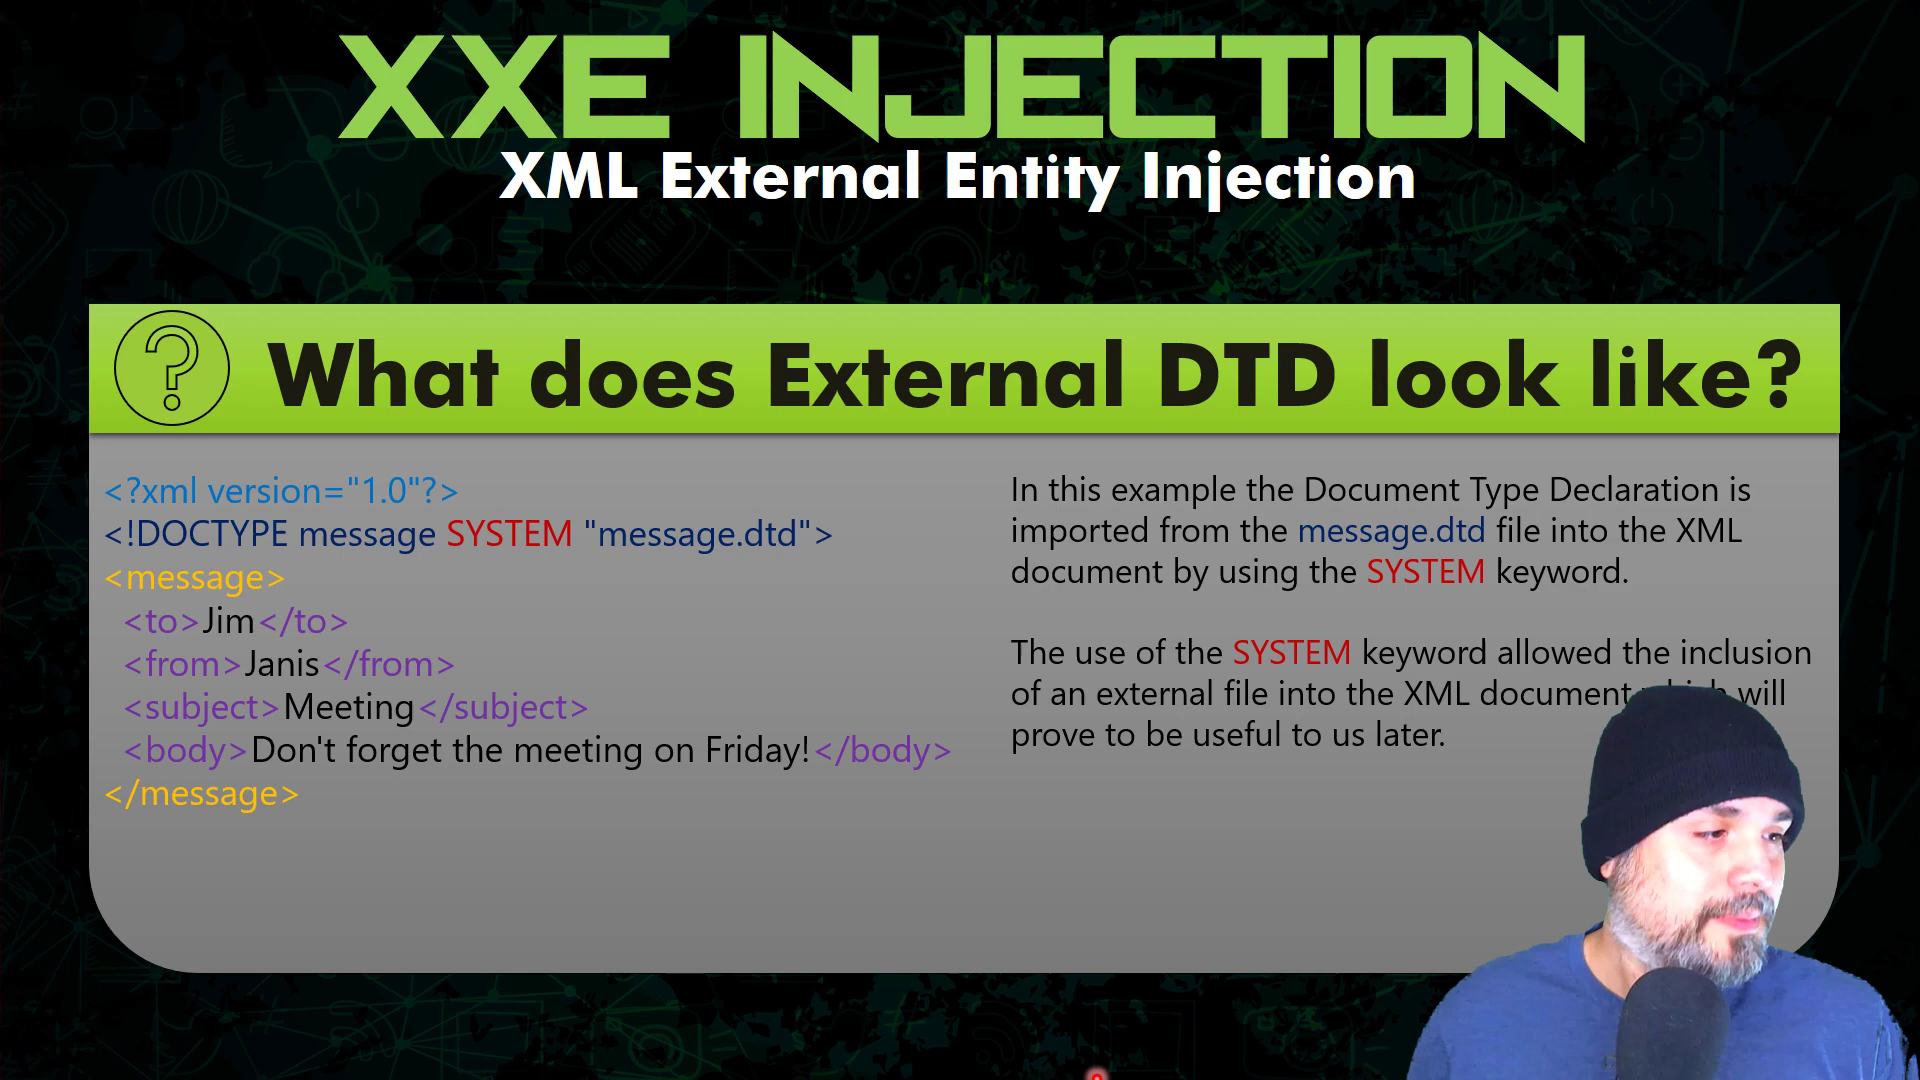 XXE INJECTION
XML External Entity Injection
What does External DTD look like?
<?xml version="1.0"?>
<!DOCTYPE message SYSTEM "message.dtd">
<message>
<to>Jim</to>
<from>Janis</from>
<subject>Meeting</subject>
<body>Don't forget the meeting on Friday!</body>
</message>
In this example the Document Type Declaration is
imported from the message.dtd file into the XML
document by using the SYSTEM keyword.
The use of the SYSTEM keyword allowed the inclusion
of an external file into the XML document which will
prove to be useful to us later.